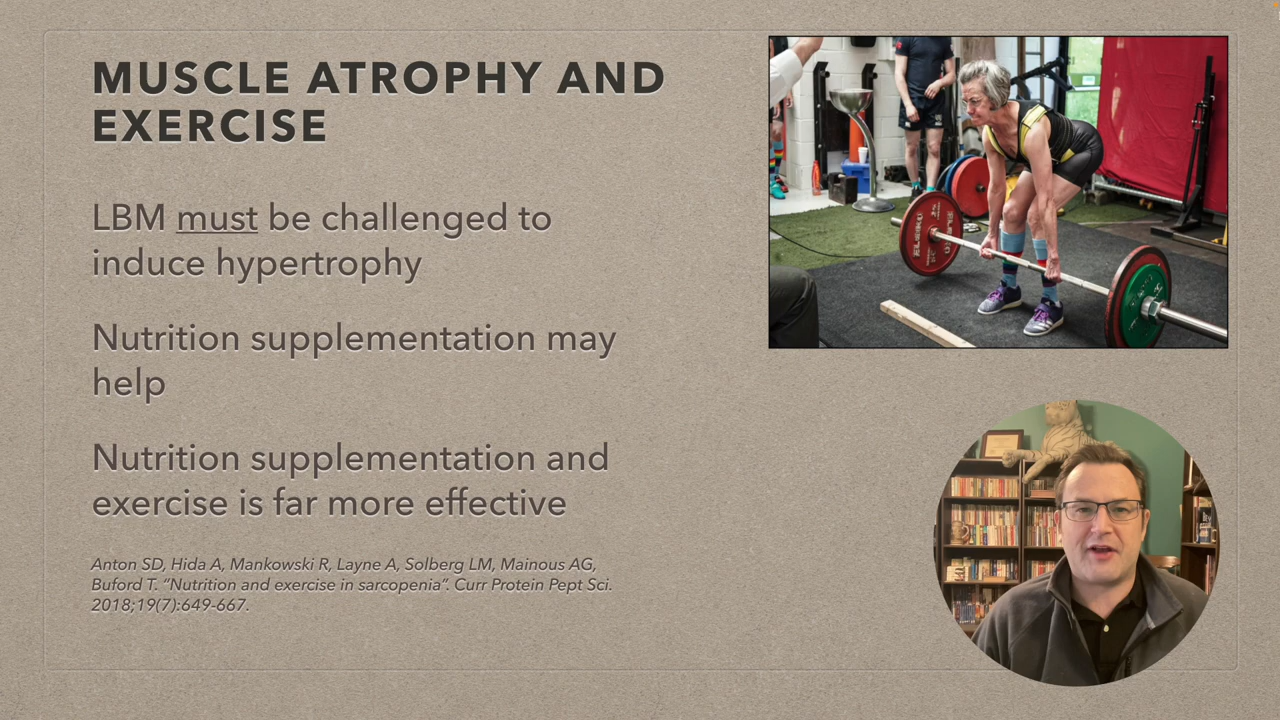 MUSCLE ATROPHY AND
EXERCISE
LBM must be challenged to
induce hypertrophy
Nutrition supplementation may
help
Nutrition supplementation and
exercise is far more effective
Anton SD, Hida A, Mankowski R, Layne A, Solberg LM, Mainous AG,
Buford T. “Nutrition and exercise in sarcopenia”. Curr Protein Pept Sci.
2018;19(7):649-667.
ELEIKO